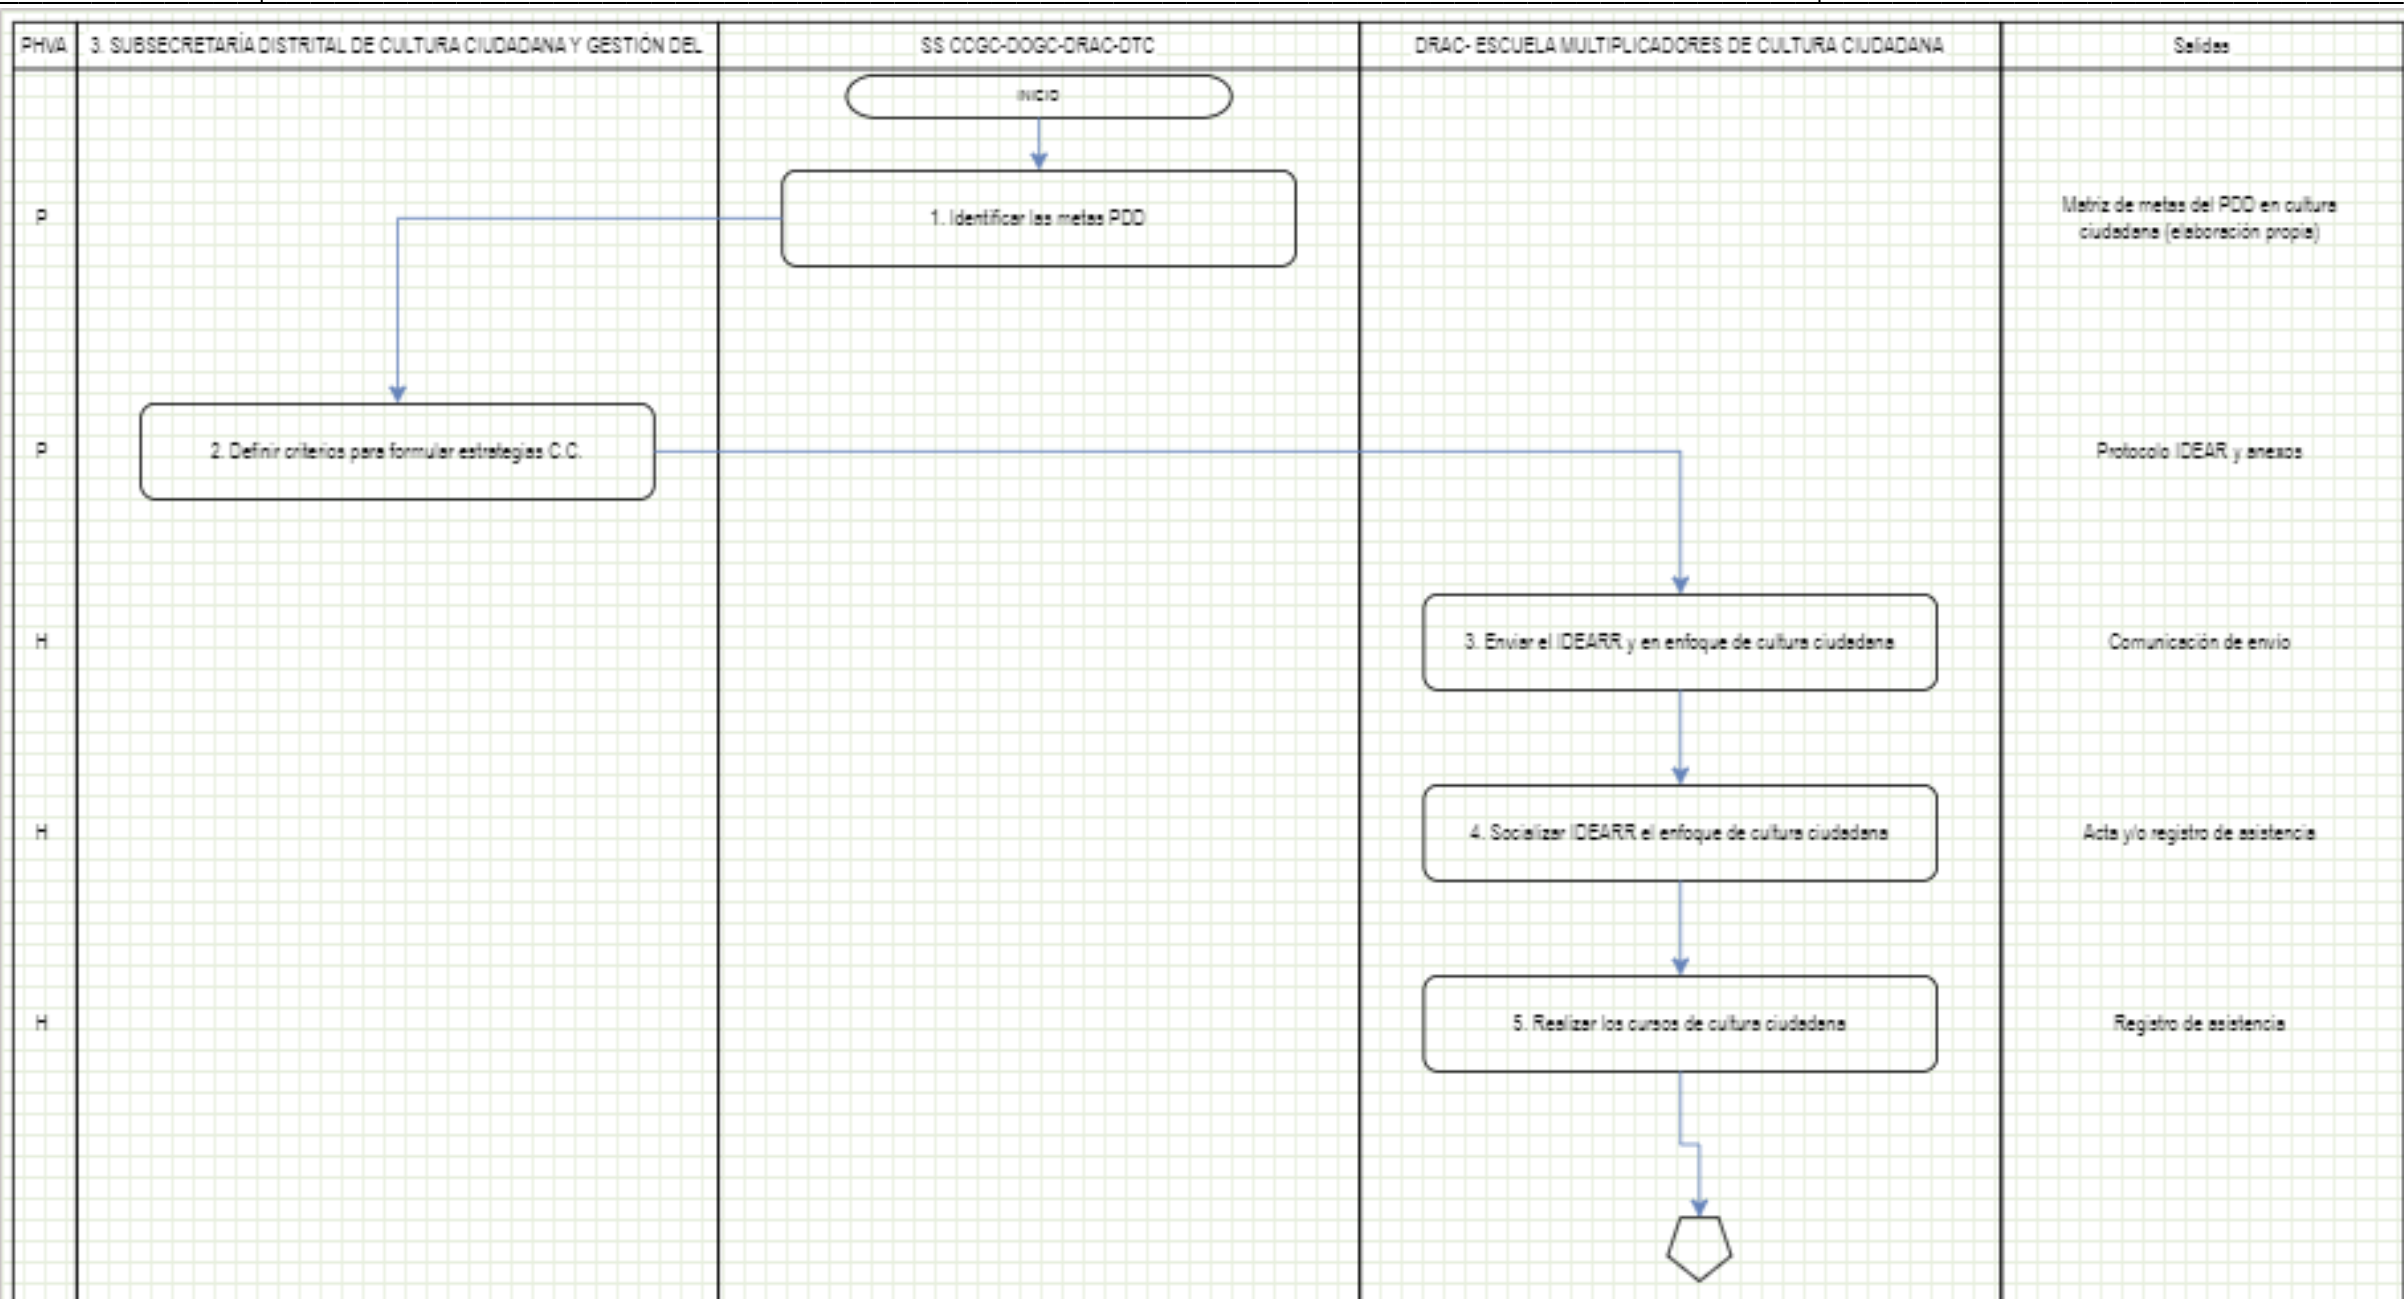 PHVA
3. SUBSECRETARÍA DISTRITAL DE CULTURA CIUDADANA Y GESTIÓN DEL
SS CCGC-DOGC-DRAC-DTC
DRAC- ESCUELA MULTIPLICADORES DE CULTURA CIUDADANA
Salidas
INICIO
P
1. Identificar las metas PDD
Matriz de metas del PDD en cultura
ciudadana (elaboración propia)
P
2. Definir criterios para formular estrategias C.C.
Protocolo IDEAR y anexos
H
3. Enviar el IDEARR y en enfoque de cultura ciudadana
Comunicación de envio
H
4. Socializar IDEARR el enfoque de cultura ciudadana
Acta y/o registro de asistencia
H
5. Realizar los cursos de cultura ciudadana
Registro de asistencia